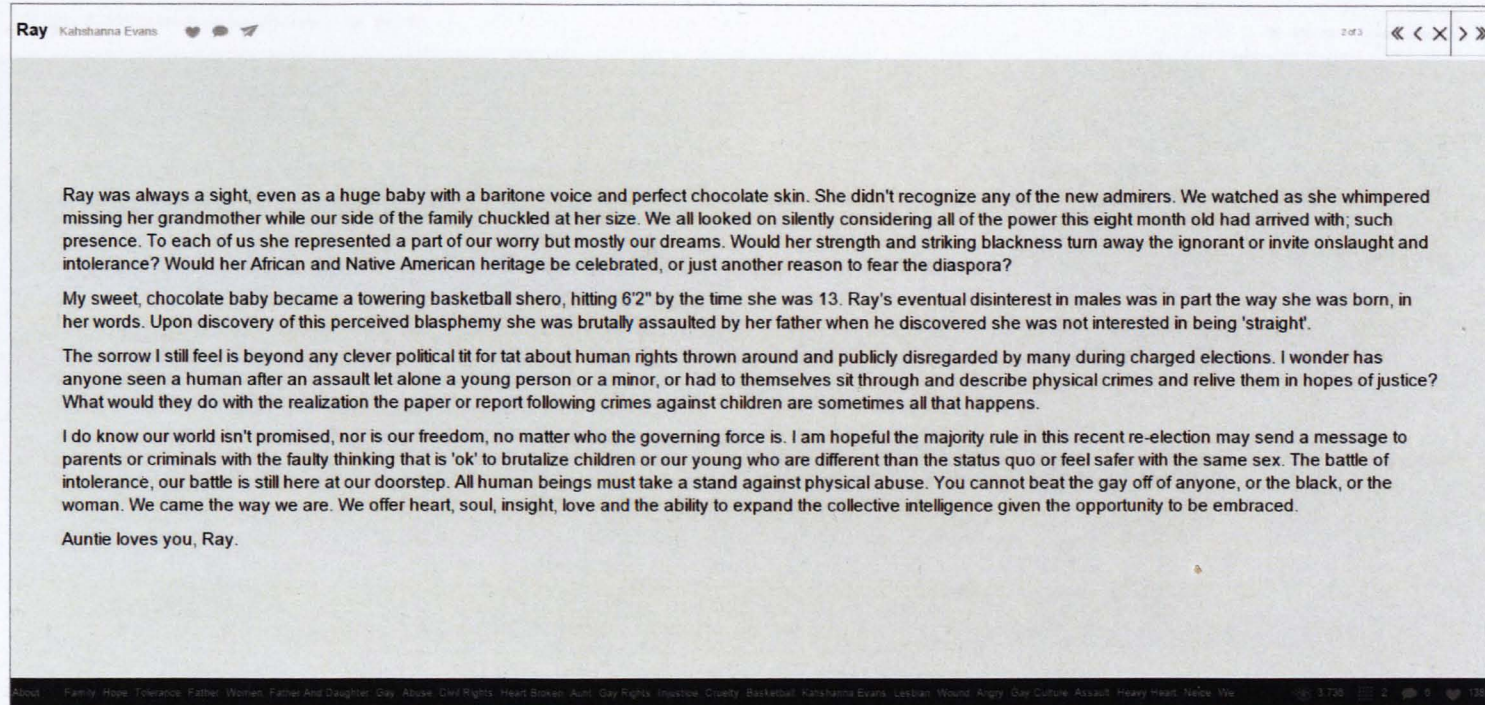 Ray Kahshanna Evans
2 of 3
Ray was always a sight, even as a huge baby with a baritone voice and perfect chocolate skin. She didn't recognize any of the new admirers. We watched as she whimpered
missing her grandmother while our side of the family chuckled at her size. We all looked on silently considering all of the power this eight month old had arrived with; such
presence. To each of us she represented a part of our worry but mostly our dreams. Would her strength and striking blackness turn away the ignorant or invite onslaught and
intolerance? Would her African and Native American heritage be celebrated, or just another reason to fear the diaspora?
My sweet, chocolate baby became a towering basketball shero, hitting 6'2" by the time she was 13. Ray's eventual disinterest in males was in part the way she was born, in
her words. Upon discovery of this perceived blasphemy she was brutally assaulted by her father when he discovered she was not interested in being 'straight'.
The sorrow I still feel is beyond any clever political tit for tat about human rights thrown around and publicly disregarded by many during charged elections. I wonder has
anyone seen a human after an assault let alone a young person or a minor, or had to themselves sit through and describe physical crimes and relive them in hopes of justice?
What would they do with the realization the paper or report following crimes against children are sometimes all that happens.
I do know our world isn't promised, nor is our freedom, no matter who the governing force is. I am hopeful the majority rule in this recent re-election may send a message to
parents or criminals with the faulty thinking that is 'ok' to brutalize children or our young who are different than the status quo or feel safer with the same sex. The battle of
intolerance, our battle is still here at our doorstep. All human beings must take a stand against physical abuse. You cannot beat the gay off of anyone, or the black, or the
woman. We came the way we are. We offer heart, soul, insight, love and the ability to expand the collective intelligence given the opportunity to be embraced.
Auntie loves you, Ray.
About Family Hope Tolerance Father Women Father And Daughter Gay Abuse Civil Rights Heart Broken Aunt Gay Rights Injustice Cruelty Basketball Kahshanna Evans Lesbian Wound Angry Gay Culture Assault Heavy Heart Neice We 2